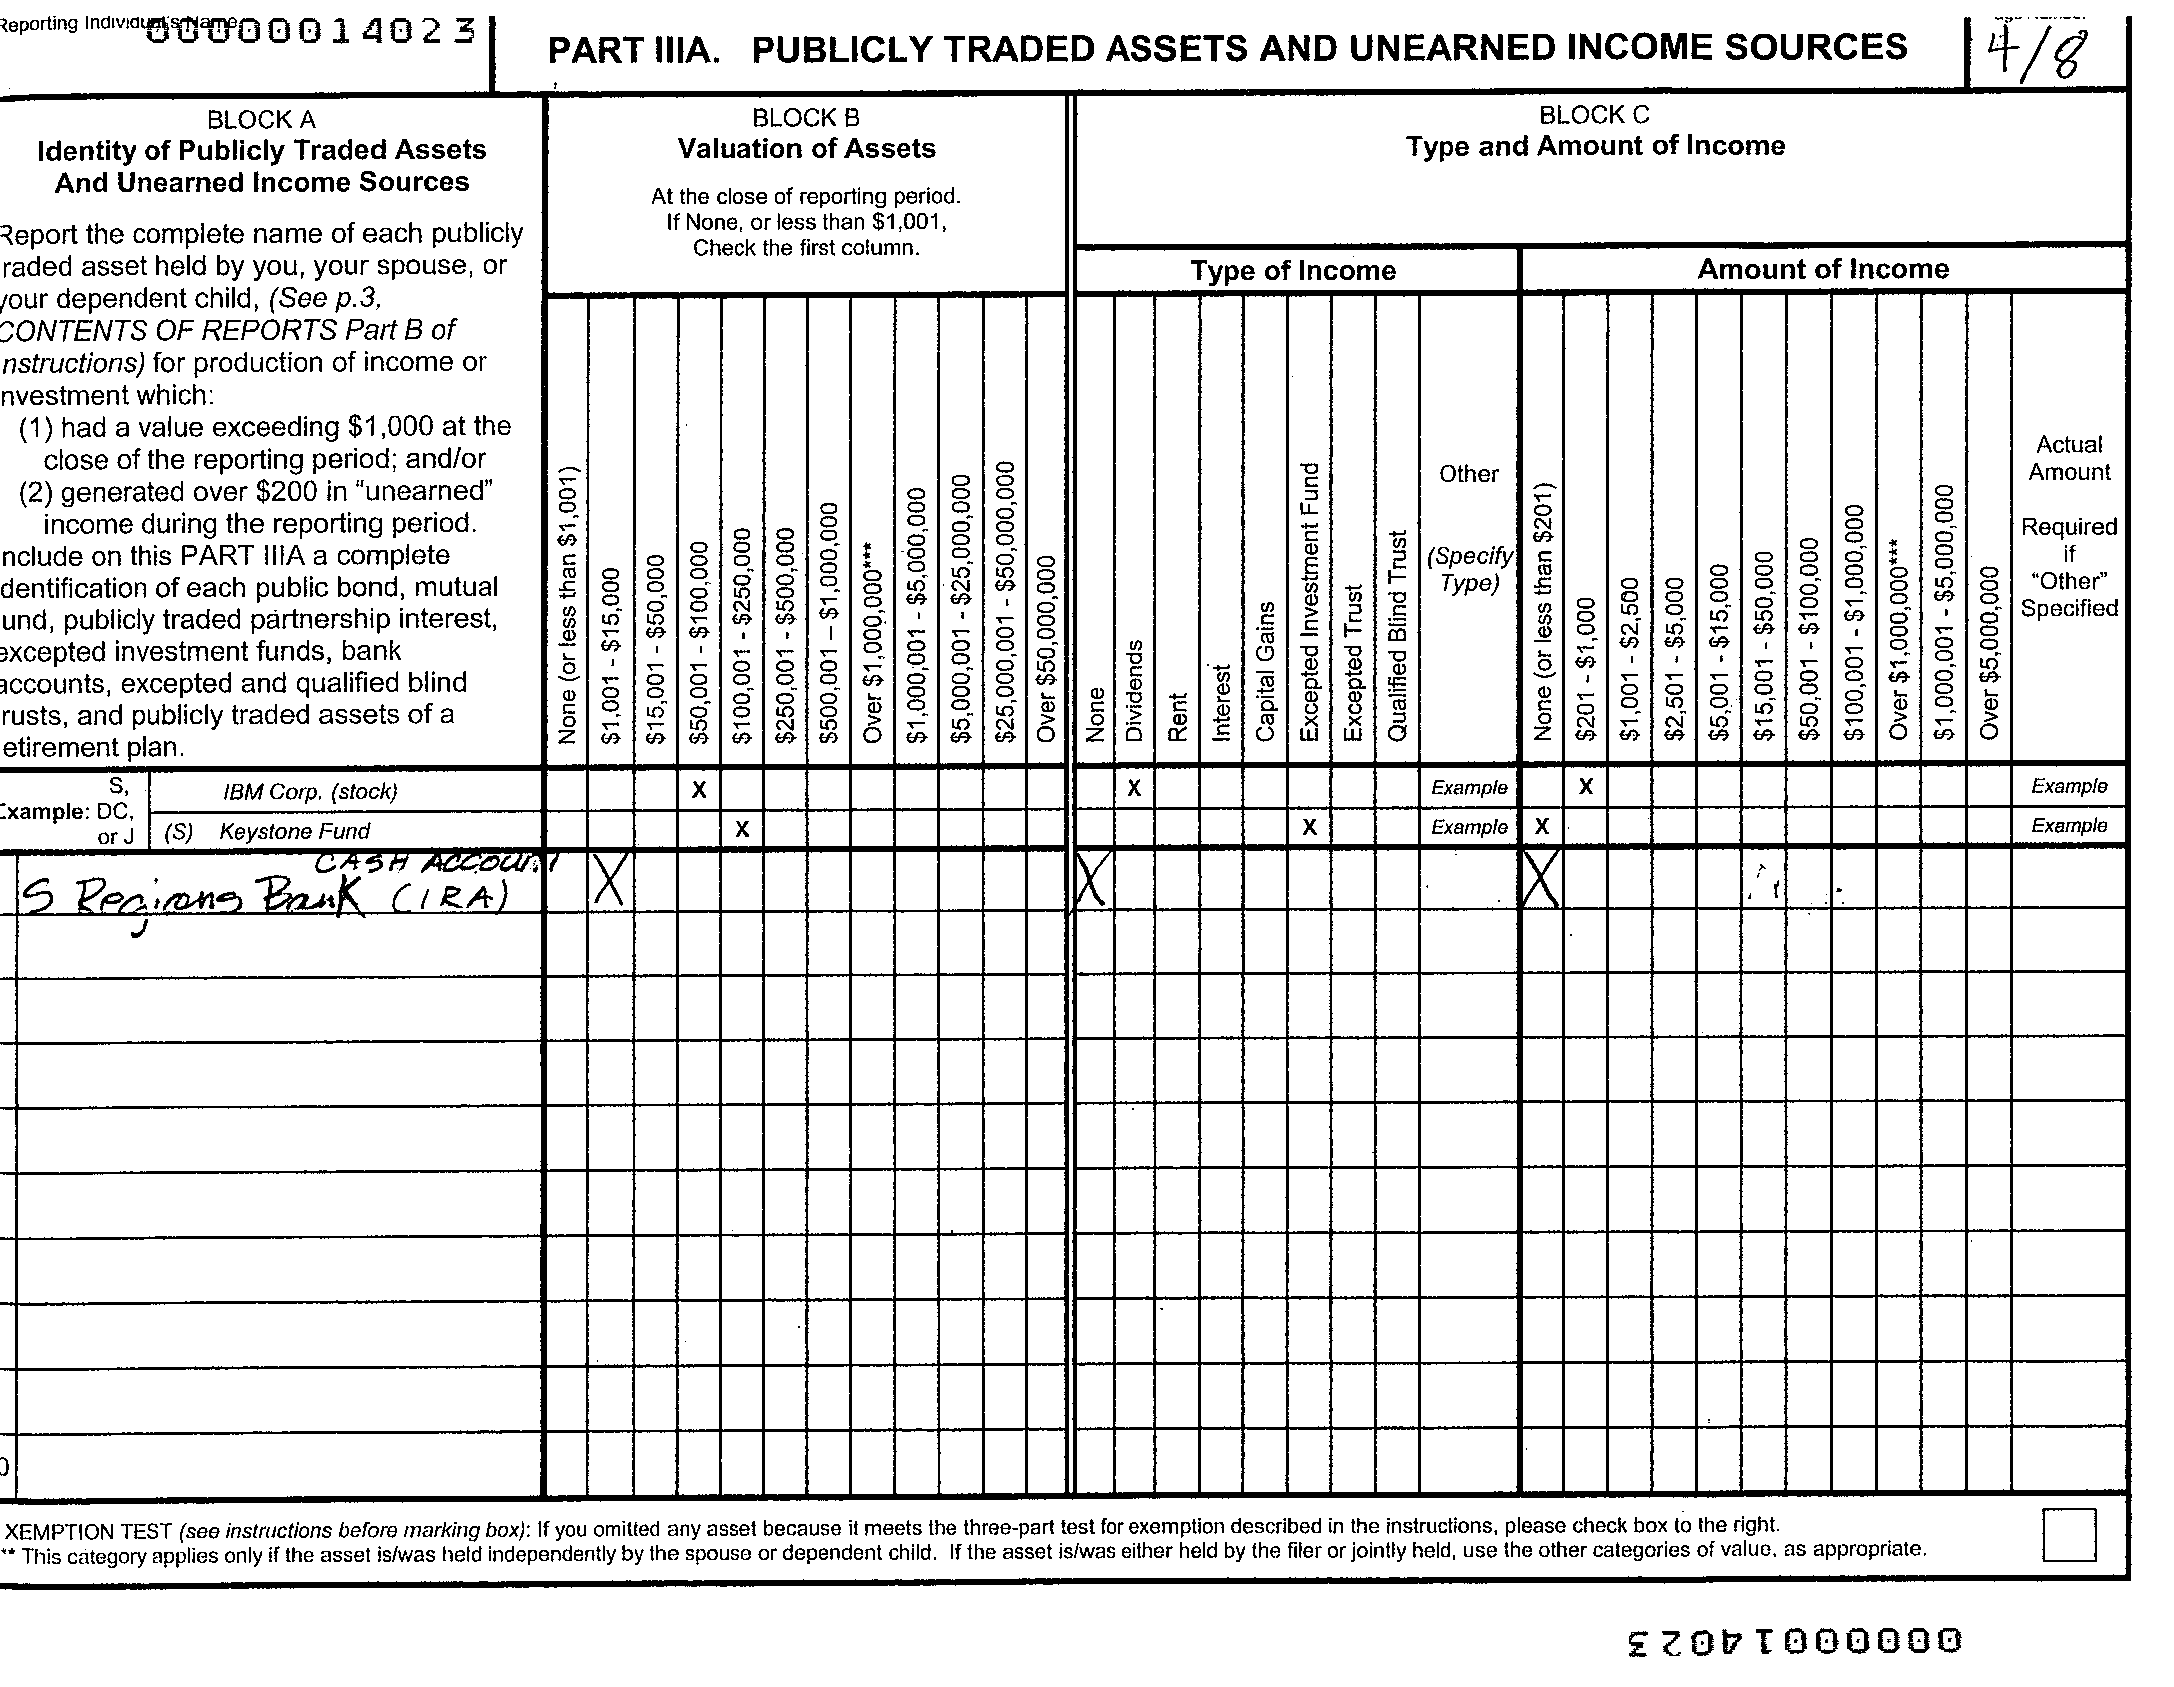 Reporting Individual's Name
00000014023
PART IIIA. PUBLICLY TRADED ASSETS AND UNEARNED INCOME SOURCES
4/8
BLOCK A
Identity of Publicly Traded Assets
And Unearned Income Sources
Report the complete name of each publicly
raded asset held by you, your spouse, or
your dependent child, (See p.3,
CONTENTS OF REPORTS Part B of
nstructions) for production of income or
nvestment which:
(1) had a value exceeding $1,000 at the
close of the reporting period; and/or
(2) generated over $200 in “unearned”
income during the reporting period.
nclude on this PART IIIA a complete
dentification of each public bond, mutual
und, publicly traded partnership interest,
excepted investment funds, bank
accounts, excepted and qualified blind
rusts, and publicly traded assets of a
etirement plan.
BLOCK B
Valuation of Assets
At the close of reporting period.
If None, or less than $1,001,
Check the first column.
None (or less than $1,001)
$1,001 - $15,000
$15,001 - $50,000
$50,001 - $100,000
$100,001 - $250,000
$250,001 - $500,000
$500,001 – $1,000,000
Over $1,000,000***
$1,000,001 - $5,000,000
$5,000,001 - $25,000,000
$25,000,001 - $50,000,000
Over $50,000,000
BLOCK C
Type and Amount of Income
Type of Income
None
Dividends
Rent
Interest
Capital Gains
Excepted Investment Fund
Excepted Trust
Qualified Blind Trust
Other
(Specify
Type)
Amount of Income
None (or less than $201)
$201 - $1,000
$1,001 - $2,500
$2,501 - $5,000
$5,001 - $15,000
$15,001 - $50,000
$50,001 - $100,000
$100,001 - $1,000,000
Over $1,000,000***
$1,000,001 - $5,000,000
Over $5,000,000
Actual
Amount
Required
if
“Other”
Specified
S,
Example: DC,
or J
IBM Corp. (stock) X X Example X Example
(S) Keystone Fund X X Example X Example
CASH ACCOUNT
S Regions Bank (IRA) X X X
0
XEMPTION TEST (see instructions before marking box): If you omitted any asset because it meets the three-part test for exemption described in the instructions, please check box to the right.
** This category applies only if the asset is/was held independently by the spouse or dependent child. If the asset is/was either held by the filer or jointly held, use the other categories of value, as appropriate.
00000014023